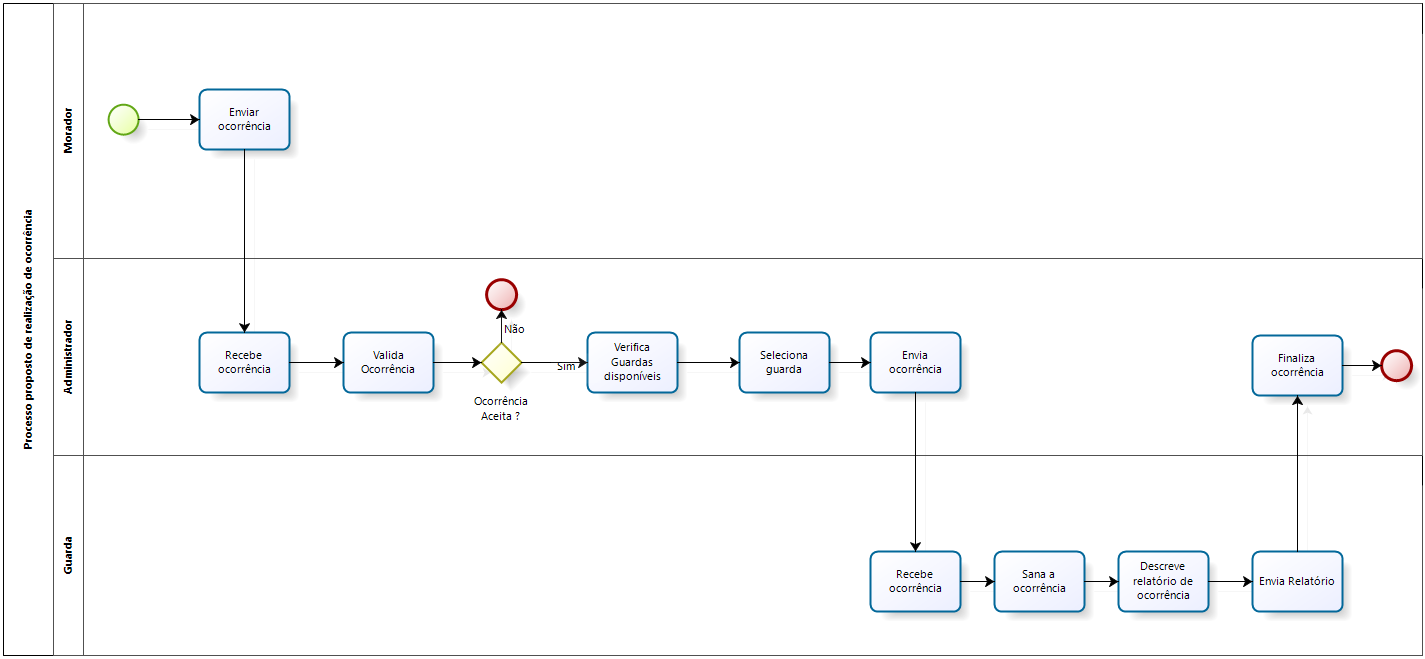 Processo proposto de realização de ocorrência
Morador
Enviar
ocorrência
Administrador
Recebe
ocorrência
Valida
Ocorrência
Não
Ocorrência
Aceita ?
Sim
Verifica
Guardas
disponíveis
Seleciona
guarda
Envia
ocorrência
Finaliza
ocorrência
Guarda
Recebe
ocorrência
Sana a
ocorrência
Descreve
relatório de
ocorrência
Envia Relatório